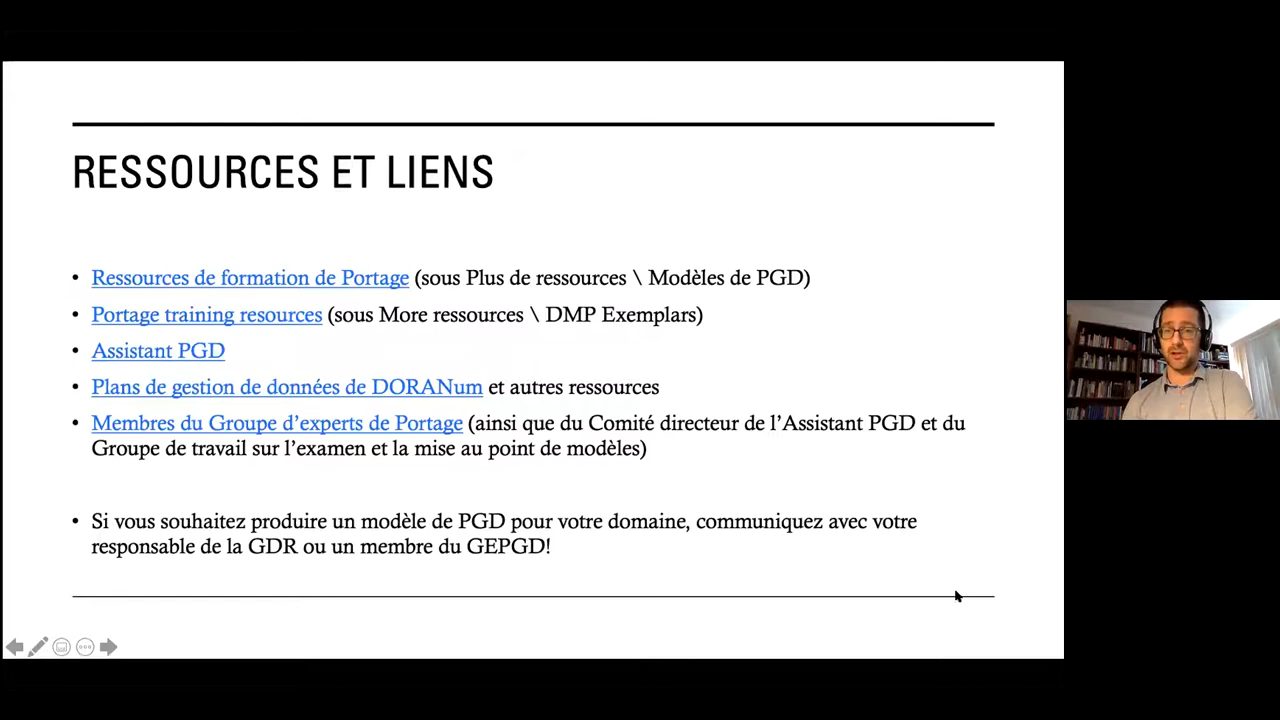 RESSOURCES ET LIENS
• Ressources de formation de Portage (sous Plus de ressources \ Modèles de PGD)
• Portage training resources (sous More ressources \ DMP Exemplars)
• Assistant PGD
• Plans de gestion de données de DORANum et autres ressources
• Membres du Groupe d’experts de Portage (ainsi que du Comité directeur de l’Assistant PGD et du
Groupe de travail sur l’examen et la mise au point de modèles)
• Si vous souhaitez produire un modèle de PGD pour votre domaine, communiquez avec votre
responsable de la GDR ou un membre du GEPGD!